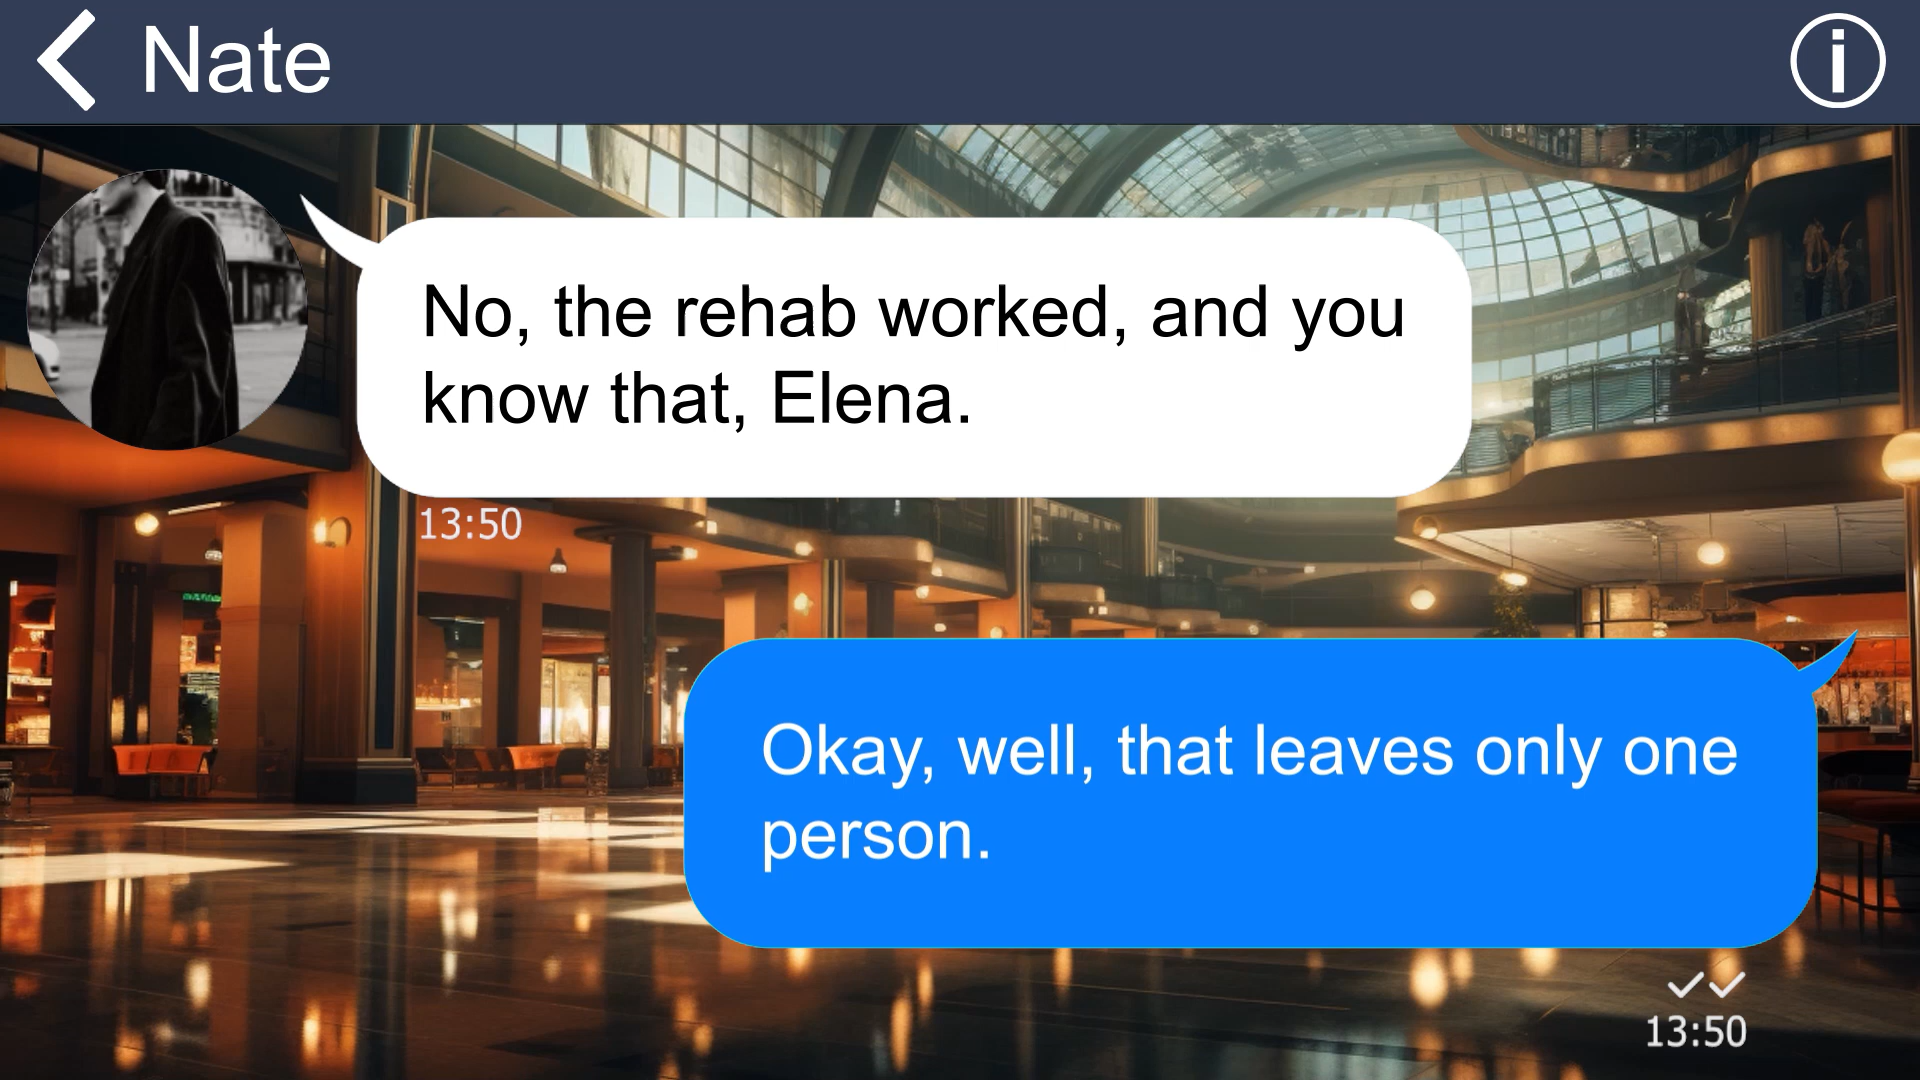 Nate
No, the rehab worked, and you
know that, Elena.
13:50
Okay, well, that leaves only one
person.
13:50